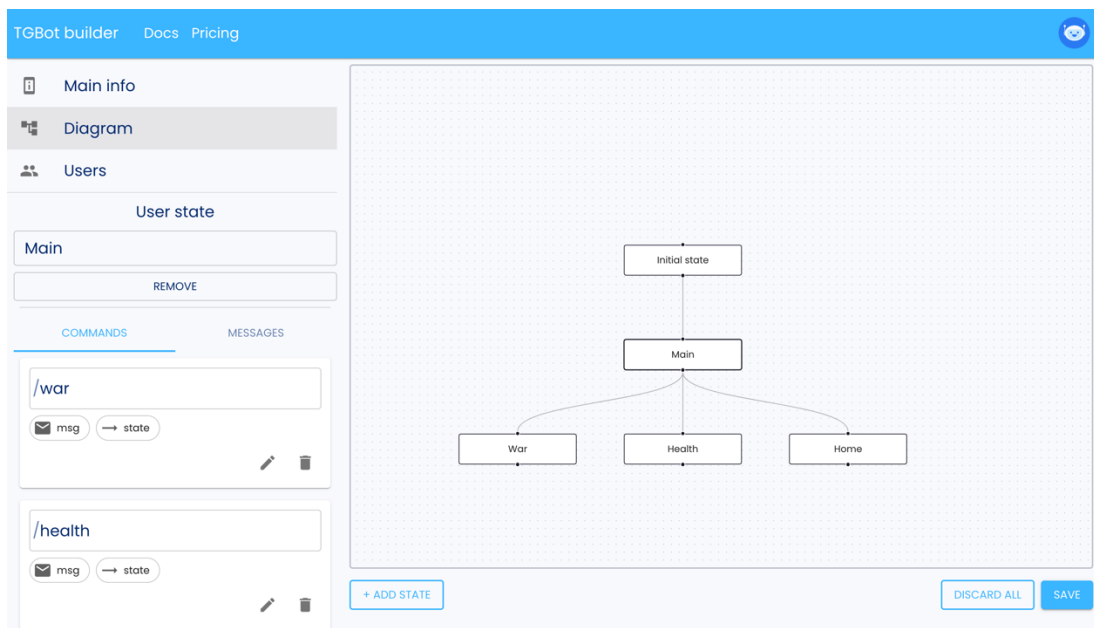 TGBot builder Docs Pricing
Main info
Diagram
Users
User state
Main
REMOVE
COMMANDS MESSAGES
/war
msg → state
/health
msg → state
Initial state
Main
War Health Home
+ ADD STATE DISCARD ALL SAVE